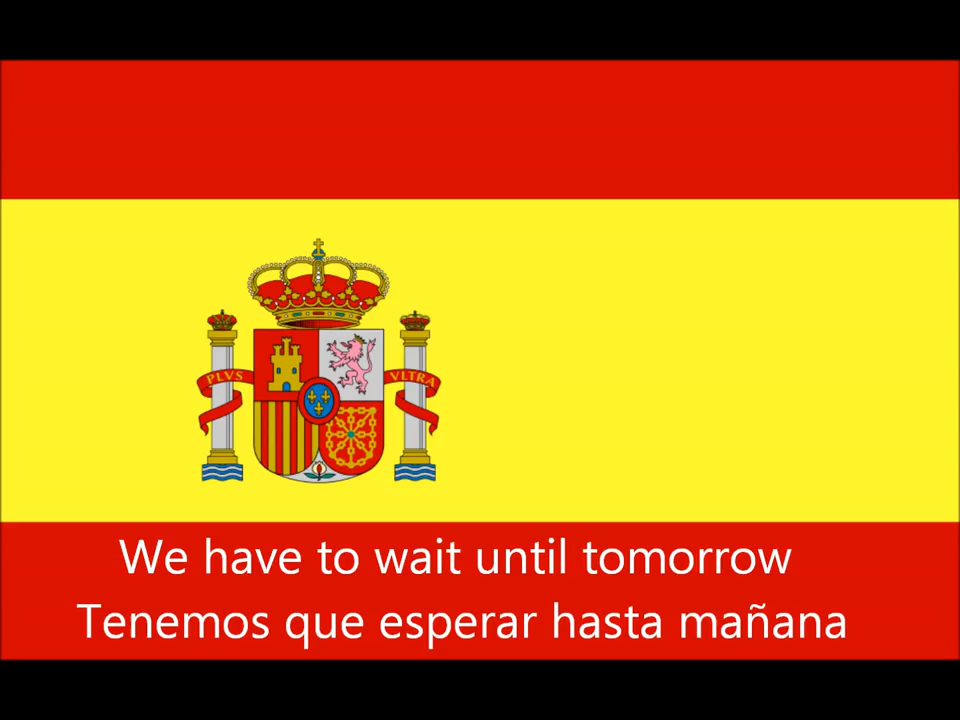 PLVS VLTRA
We have to wait until tomorrow
Tenemos que esperar hasta mañana